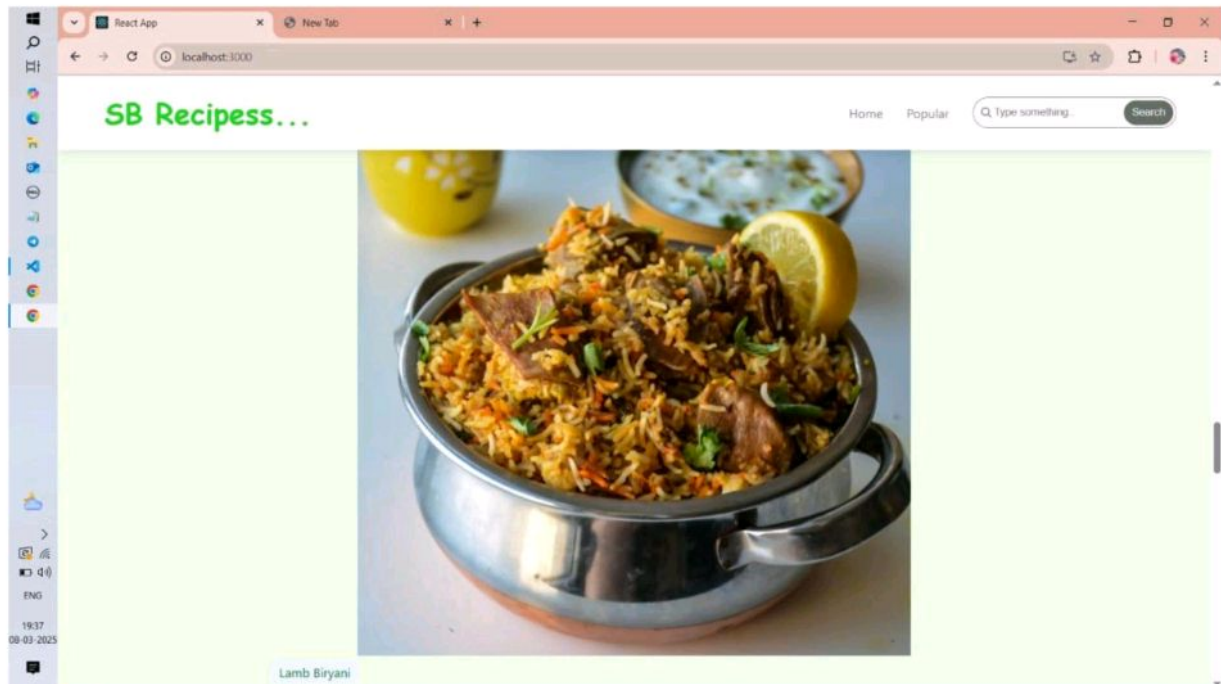 React App
New Tab
localhost:3000
SB Recipess...
Home
Popular
Type something..
Search
Lamb Biryani
ENG
19:37
08-03-2025